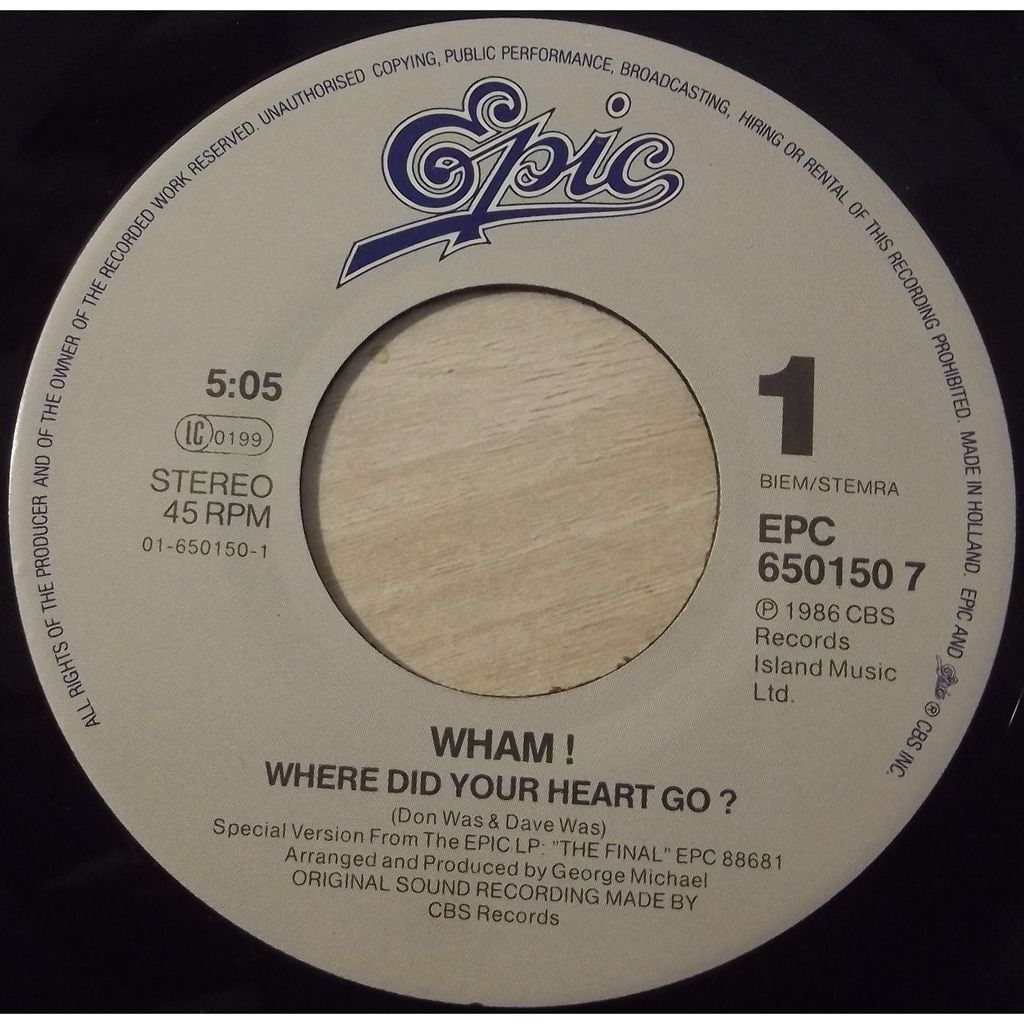 ALL RIGHTS OF THE PRODUCER AND OF THE OWNER OF THE RECORDED WORK RESERVED. UNAUTHORISED COPYING, PUBLIC PERFORMANCE, BROADCASTING, HIRING OR RENTAL OF THIS RECORDING PROHIBITED. MADE IN HOLLAND. EPIC AND Epic ® CBS INC.
Epic
5:05
LC 0199
STEREO
45 RPM
01-650150-1
1
BIEM/STEMRA
EPC
650150 7
℗ 1986 CBS
Records
Island Music
Ltd.
WHAM !
WHERE DID YOUR HEART GO ?
(Don Was & Dave Was)
Special Version From The EPIC LP: "THE FINAL" EPC 88681
Arranged and Produced by George Michael
ORIGINAL SOUND RECORDING MADE BY
CBS Records